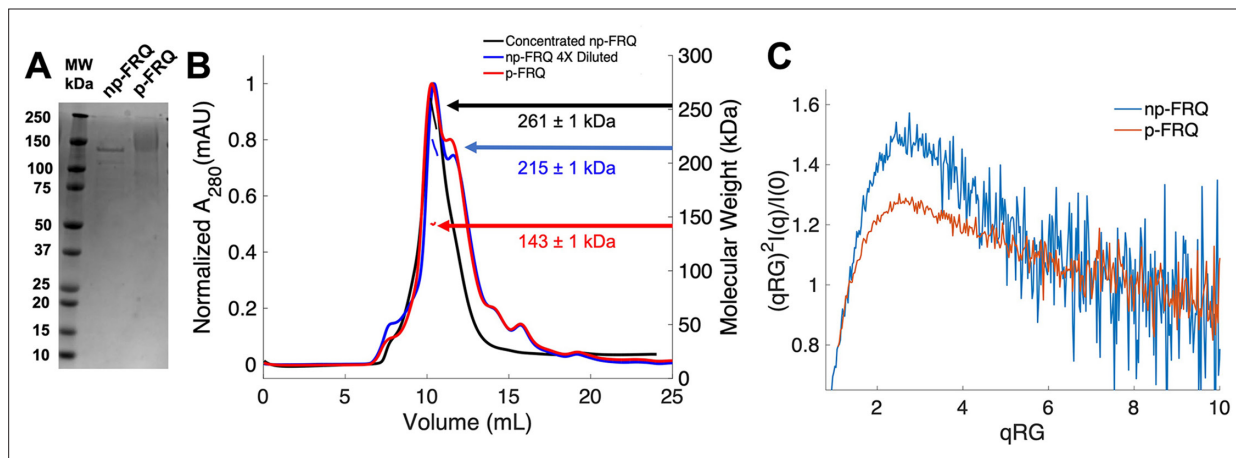 A
MW
kDa
np-FRQ
p-FRQ
250
150
100
75
50
37
25
20
15
10
B
Concentrated np-FRQ
np-FRQ 4X Diluted
p-FRQ
Normalized A280(mAU)
1
0.8
0.6
0.4
0.2
0
261 ± 1 kDa
215 ± 1 kDa
143 ± 1 kDa
300
250
200
150
100
50
0
Molecular Weight (kDa)
0 5 10 15 20 25
Volume (mL)
C
np-FRQ
p-FRQ
(qRG)²I(q)/I(0)
1.6
1.4
1.2
1
0.8
2 4 6 8 10
qRG